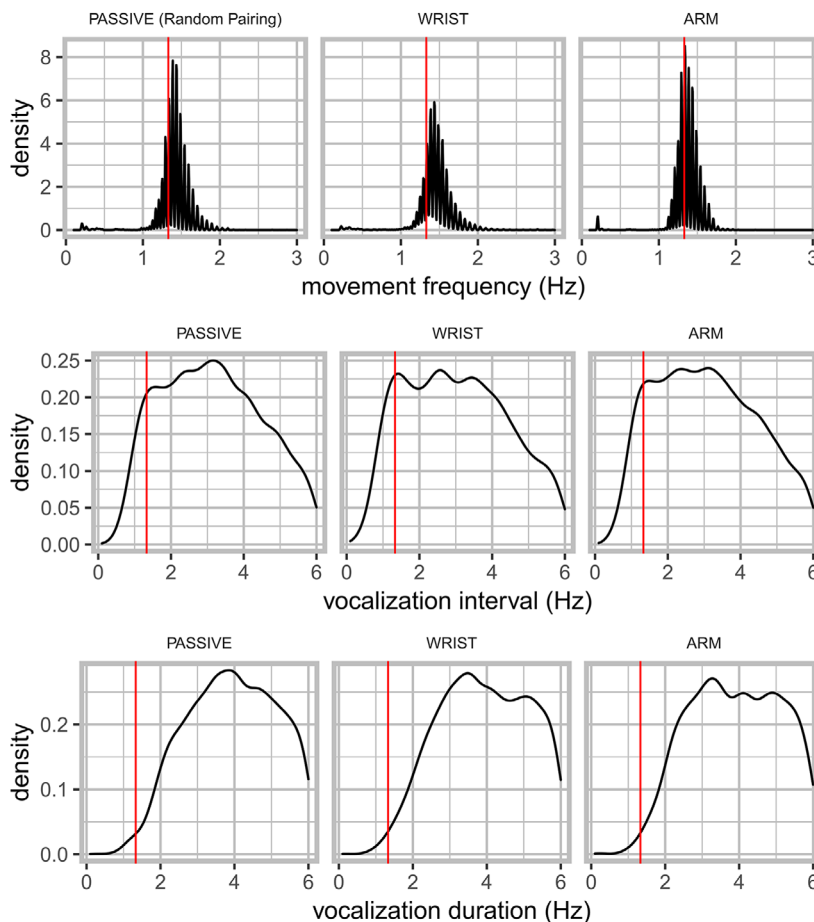 PASSIVE (Random Pairing) WRIST ARM
8
6
4
2
0
density
0 1 2 3 0 1 2 3 0 1 2 3
movement frequency (Hz)
PASSIVE WRIST ARM
0.25
0.20
0.15
0.10
0.05
0.00
density
0 2 4 6 0 2 4 6 0 2 4 6
vocalization interval (Hz)
PASSIVE WRIST ARM
0.2
0.1
0.0
density
0 2 4 6 0 2 4 6 0 2 4 6
vocalization duration (Hz)